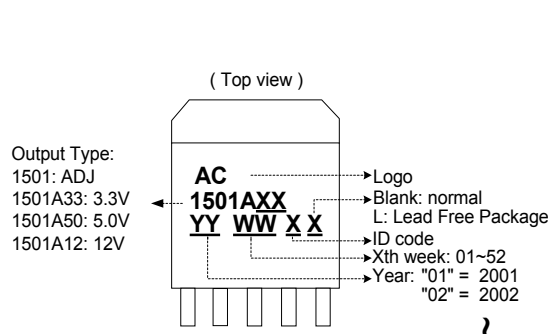 ( Top view )
Output Type:
1501: ADJ
1501A33: 3.3V
1501A50: 5.0V
1501A12: 12V
AC
1501AXX
YY WW X X
Logo
Blank: normal
L: Lead Free Package
ID code
Xth week: 01~52
Year: "01" = 2001
"02" = 2002
~